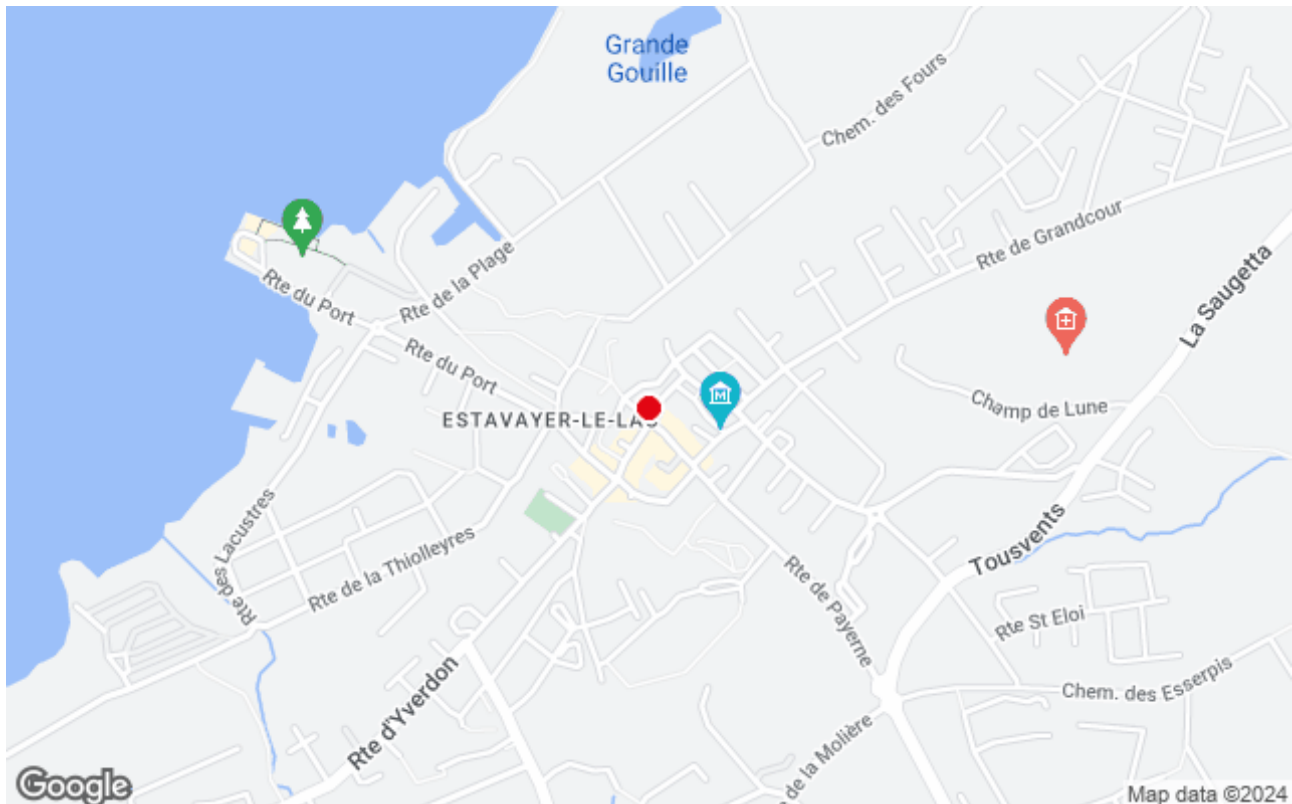 Grande
Gouille
Chem. des Fours
Rte de Grandcour
La Saugetta
Rte de la Plage
Rte du Port
Rte du Port
ESTAVAYER-LE-LAC
Champ de Lune
Rte des Lacustres
Rte de la Thiolleyres
Tousvents
Rte de Payerne
Rte St Eloi
Chem. des Esserpis
Rte d'Yverdon
de la Molière
Google
Map data ©2024
M